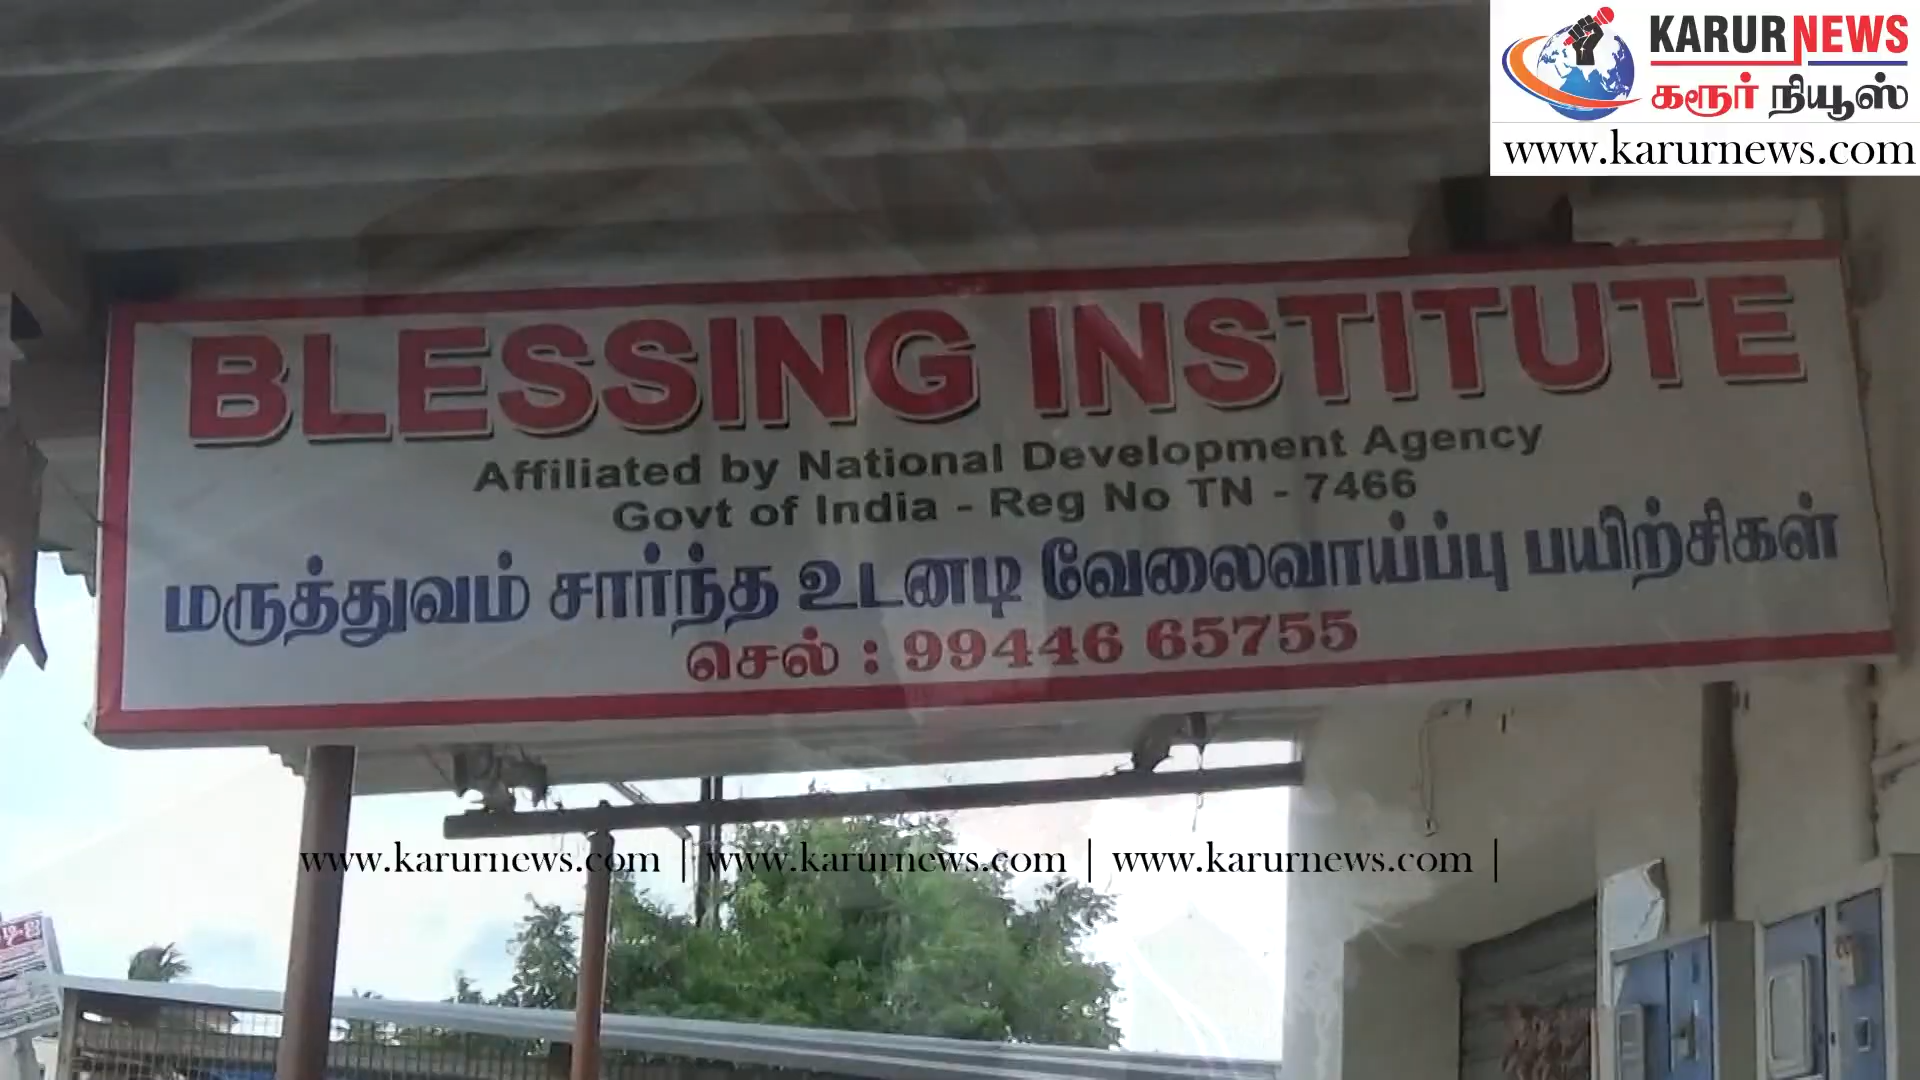 KARUR NEWS
கரூர் நியூஸ்
www.karurnews.com
BLESSING INSTITUTE
Affiliated by National Development Agency
Govt of India - Reg No TN - 7466
மருத்துவம் சார்ந்த உடனடி வேலைவாய்ப்பு பயிற்சிகள்
செல் : 99446 65755
www.karurnews.com | www.karurnews.com | www.karurnews.com |